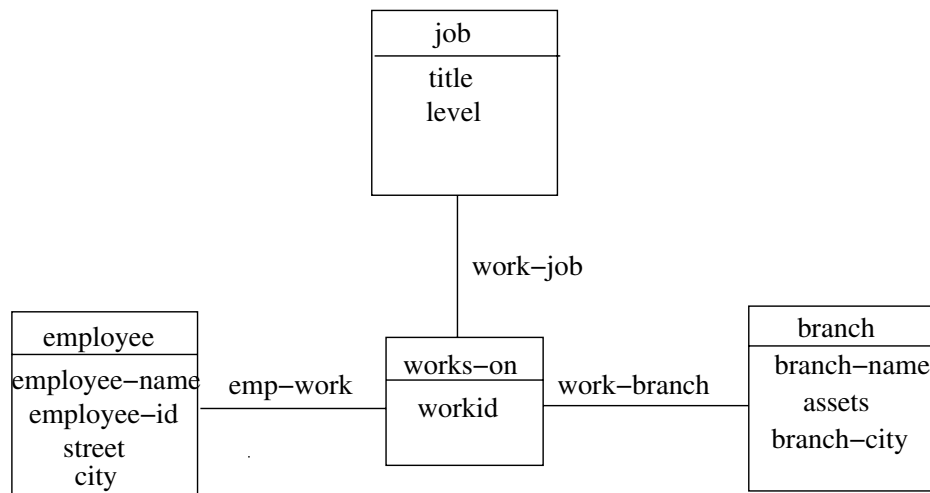 job
title
level
work−job
employee
employee−name
employee−id
street
city
emp−work
works−on
workid
work−branch
branch
branch−name
assets
branch−city